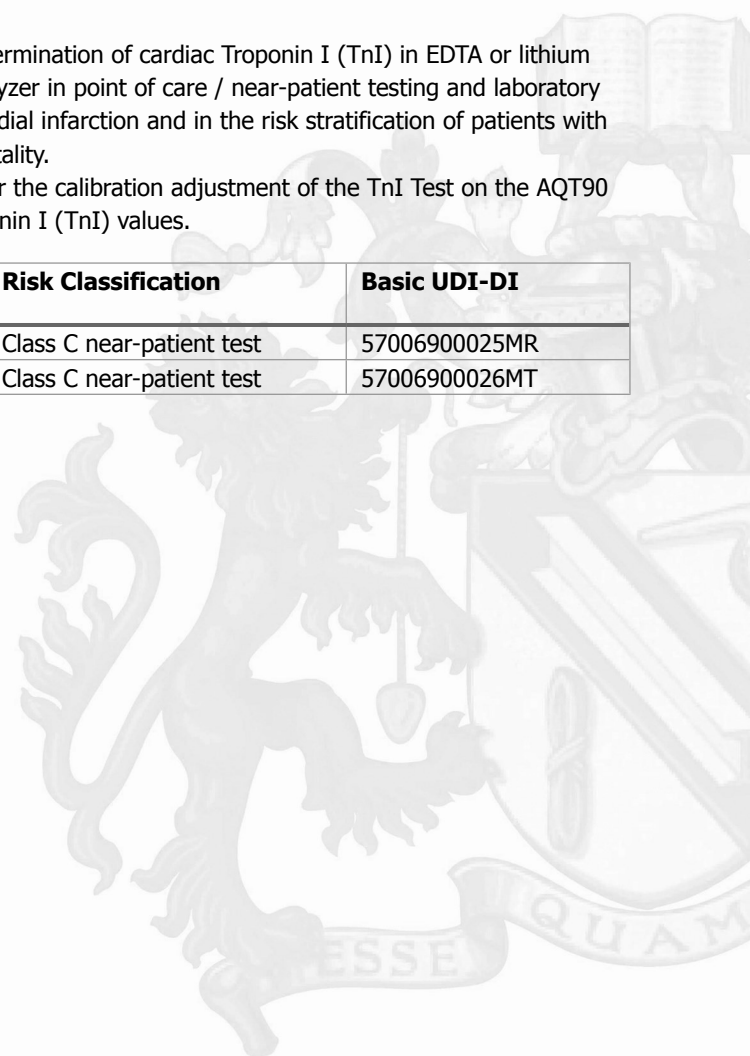 ermination of cardiac Troponin I (TnI) in EDTA or lithium
yzer in point of care / near-patient testing and laboratory
dial infarction and in the risk stratification of patients with
tality.
r the calibration adjustment of the TnI Test on the AQT90
nin I (TnI) values.
Risk Classification Basic UDI-DI
Class C near-patient test 57006900025MR
Class C near-patient test 57006900026MT
ESSE QUAM